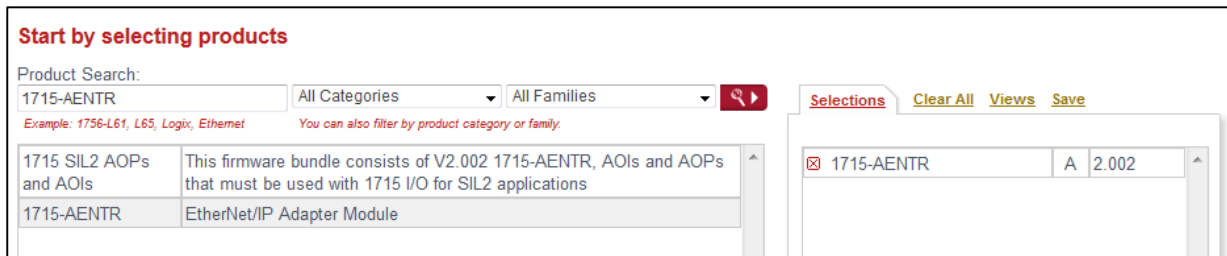 Start by selecting products
Product Search:
1715-AENTR
All Categories
All Families
Example: 1756-L61, L65, Logix, Ethernet
You can also filter by product category or family.
1715 SIL2 AOPs
and AOIs
This firmware bundle consists of V2.002 1715-AENTR, AOIs and AOPs
that must be used with 1715 I/O for SIL2 applications
1715-AENTR
EtherNet/IP Adapter Module
Selections
Clear All
Views
Save
1715-AENTR
A
2.002